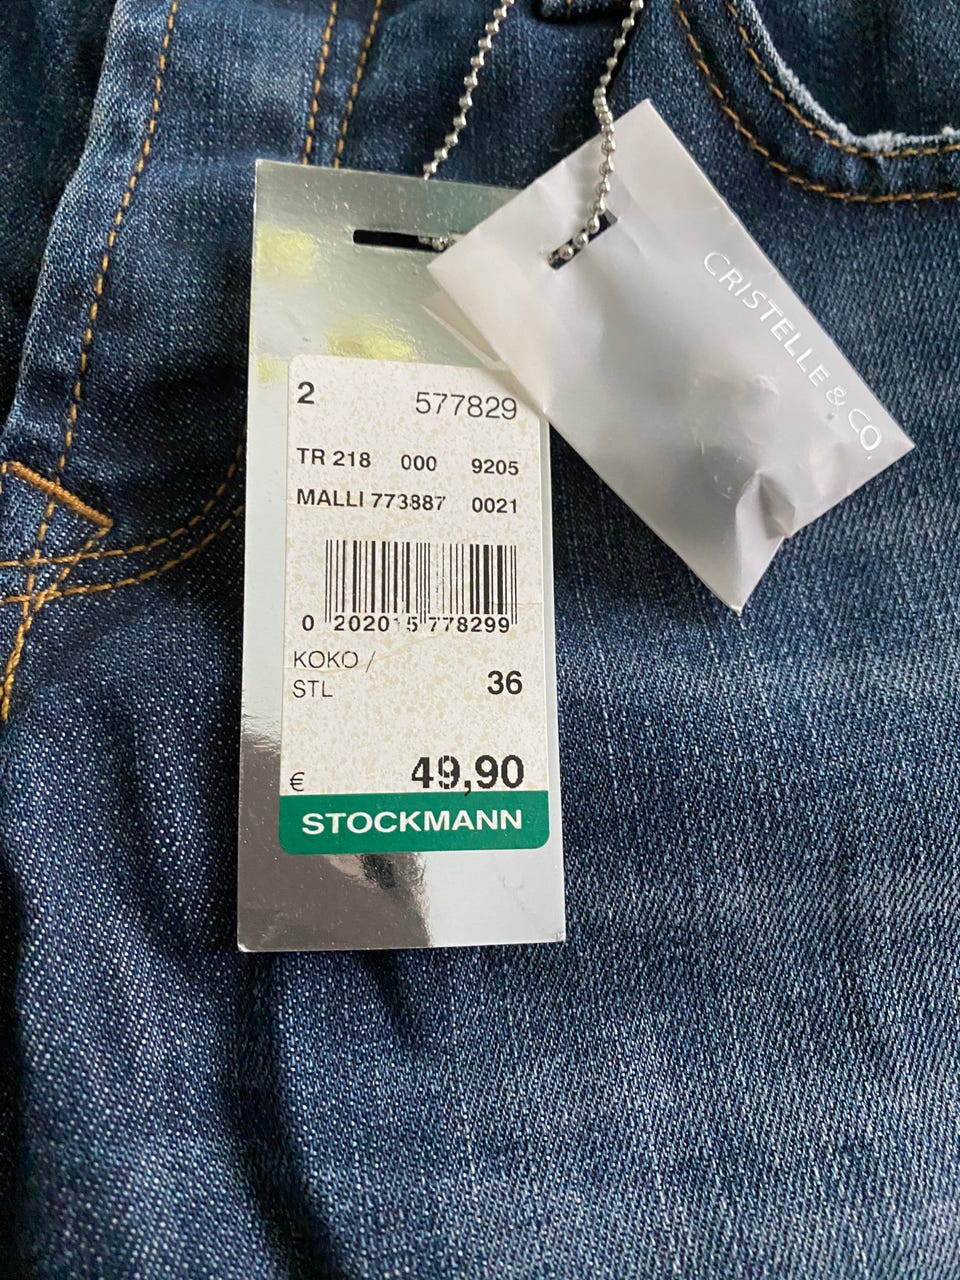 CRISTELLE & CO.
2 577829
TR 218 000 9205
MALLI 773887 0021
0 202015 778299
KOKO /
STL 36
€ 49,90
STOCKMANN